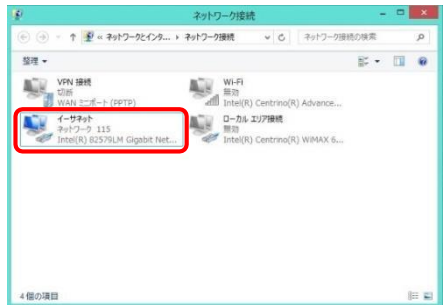 ネットワーク接続
« ネットワークとインタ... ▸ ネットワーク接続
ネットワーク接続の検索
整理 ▼
VPN 接続
切断
WAN ミニポート (PPTP)
Wi-Fi
無効
Intel(R) Centrino(R) Advance...
イーサネット
ネットワーク 115
Intel(R) 82579LM Gigabit Net...
ローカル エリア接続
無効
Intel(R) Centrino(R) WiMAX 6...
4 個の項目